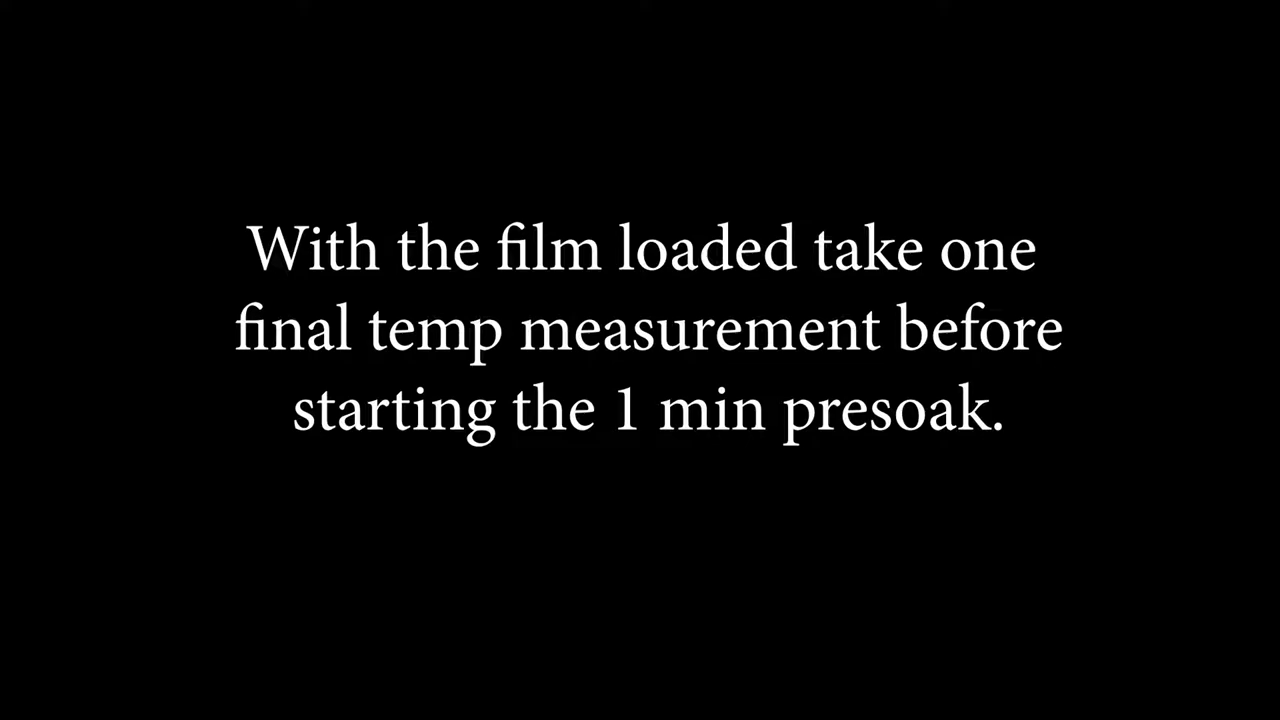 With the film loaded take one
final temp measurement before
starting the 1 min presoak.